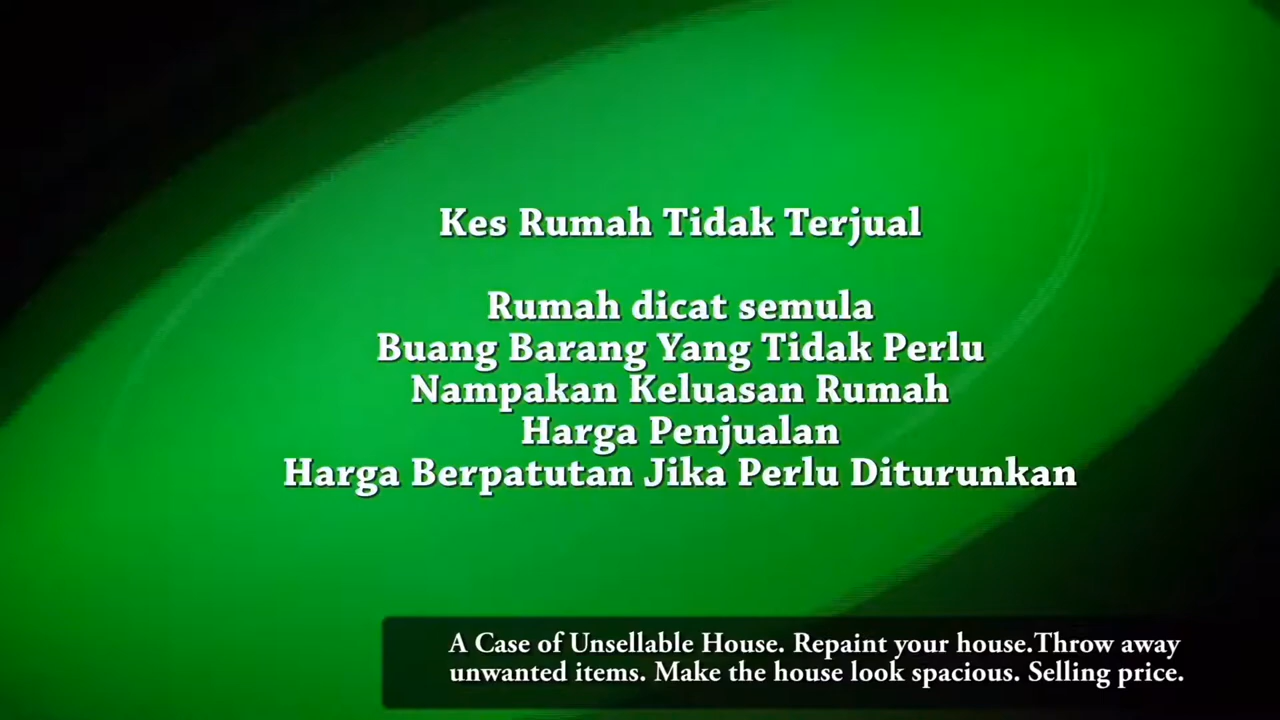 Kes Rumah Tidak Terjual
Rumah dicat semula
Buang Barang Yang Tidak Perlu
Nampakan Keluasan Rumah
Harga Penjualan
Harga Berpatutan Jika Perlu Diturunkan
A Case of Unsellable House. Repaint your house.Throw away
unwanted items. Make the house look spacious. Selling price.